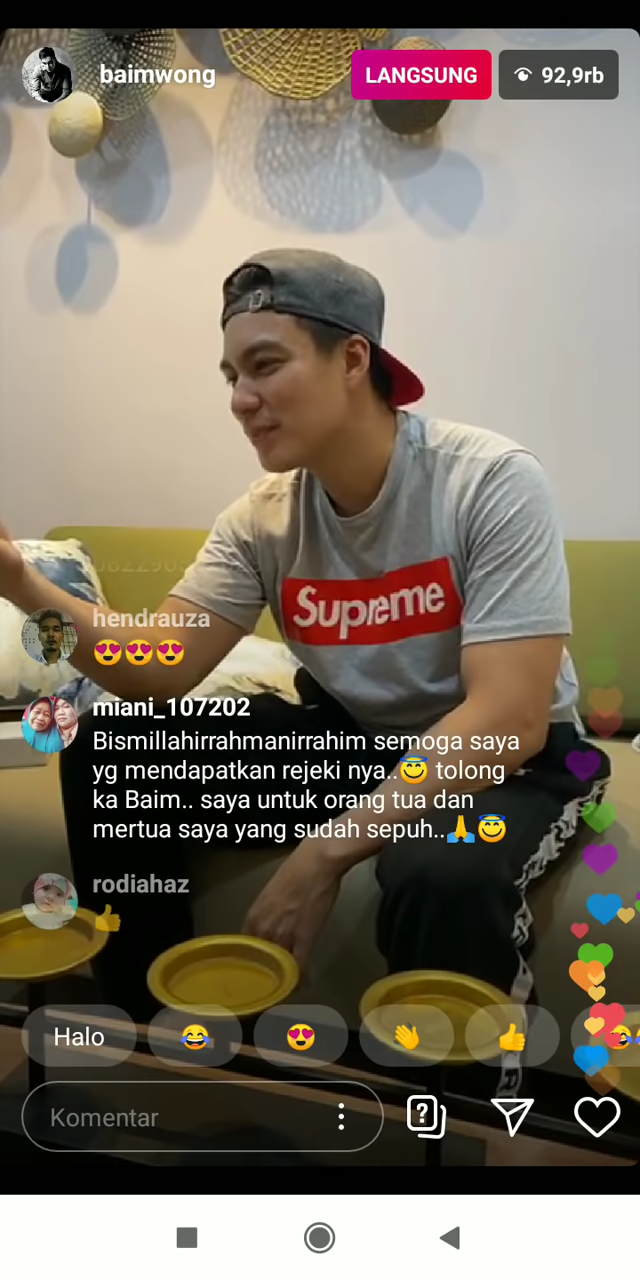 baimwong
LANGSUNG
92,9rb
Supreme
hendrauza
😍😍😍
miani_107202
Bismillahirrahmanirrahim semoga saya
yg mendapatkan rejeki nya..😇 tolong
ka Baim.. saya untuk orang tua dan
mertua saya yang sudah sepuh..🙏😇
rodiahaz
👍
Halo 😂 😍 👋 👍 😂
Komentar